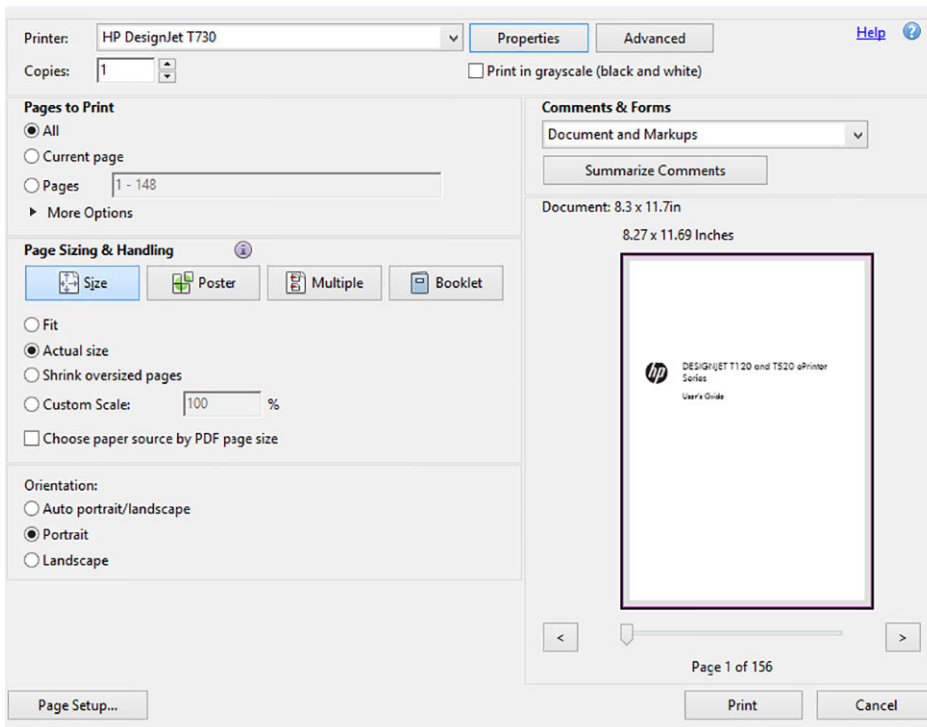 Printer: HP DesignJet T730 Properties Advanced Help
Copies: 1 Print in grayscale (black and white)
Pages to Print
All
Current page
Pages 1 - 148
More Options
Page Sizing & Handling
Size Poster Multiple Booklet
Fit
Actual size
Shrink oversized pages
Custom Scale: 100 %
Choose paper source by PDF page size
Orientation:
Auto portrait/landscape
Portrait
Landscape
Comments & Forms
Document and Markups
Summarize Comments
Document: 8.3 x 11.7in
8.27 x 11.69 Inches
hp
DESIGNJET T120 and T520 ePrinter
Series
User's Guide
< >
Page 1 of 156
Page Setup... Print Cancel